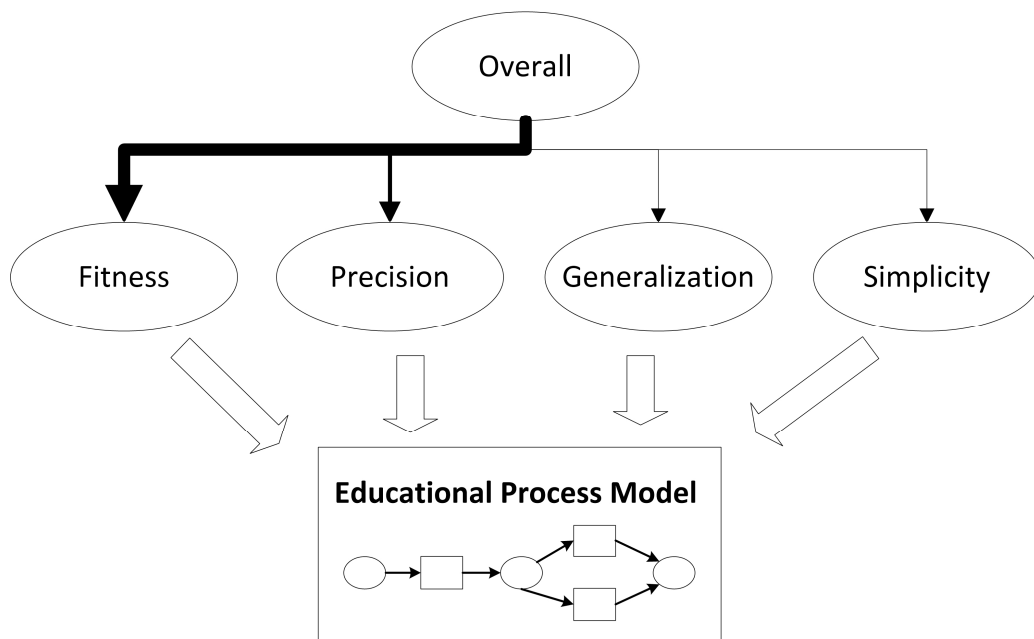 Overall
Fitness
Precision
Generalization
Simplicity
Educational Process Model